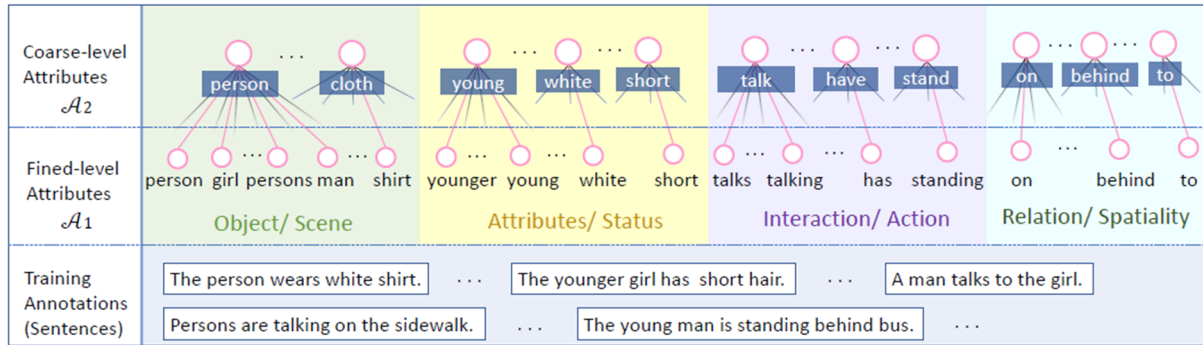 Coarse-level
Attributes
𝒜₂
person ... cloth
young ... white ... short
talk ... have ... stand
on ... behind ... to
Fined-level
Attributes
𝒜₁
person girl ... persons man ... shirt
younger ... young ... white short
talks ... talking ... has standing
on ... behind to
Object/ Scene
Attributes/ Status
Interaction/ Action
Relation/ Spatiality
Training
Annotations
(Sentences)
The person wears white shirt. ... The younger girl has short hair. ... A man talks to the girl.
Persons are talking on the sidewalk. ... The young man is standing behind bus. ...